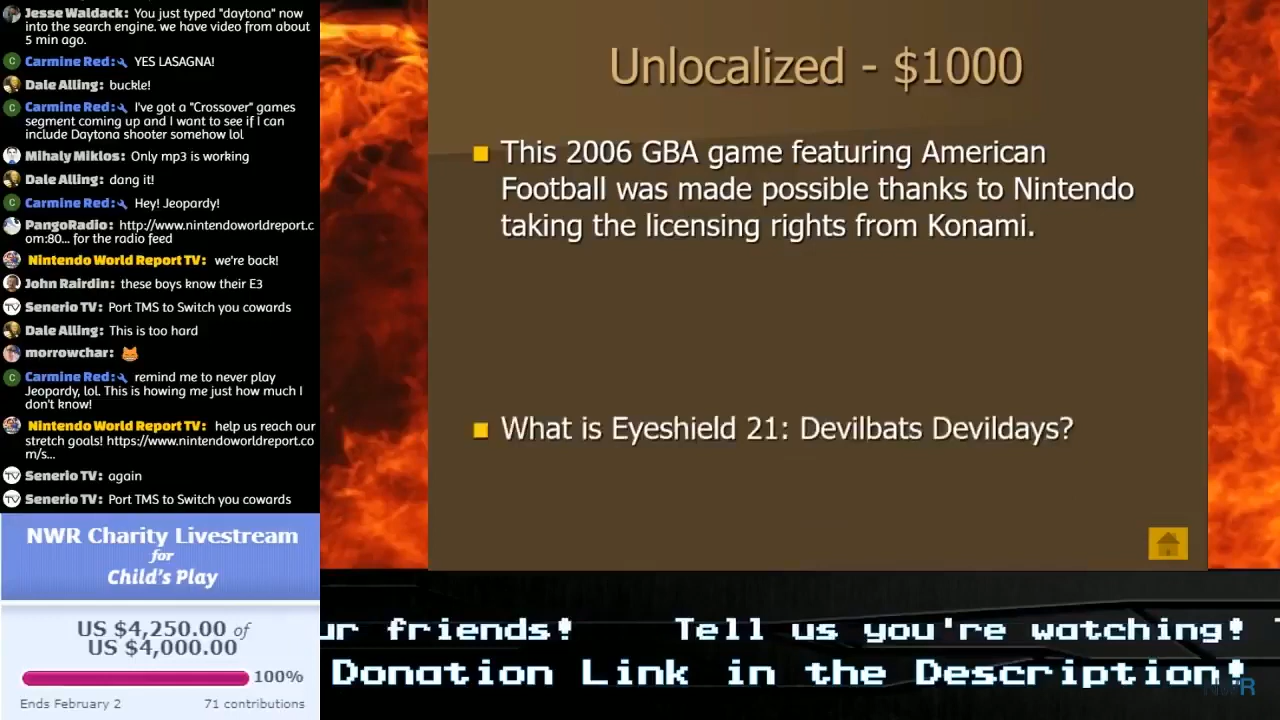 Jesse Waldack: You just typed "daytona" now
into the search engine. we have video from about
5 min ago.
C Carmine Red: YES LASAGNA!
Dale Alling: buckle!
C Carmine Red: I've got a "Crossover" games
segment coming up and I want to see if I can
include Daytona shooter somehow lol
Mihaly Miklos: Only mp3 is working
Dale Alling: dang it!
C Carmine Red: Hey! Jeopardy!
PangoRadio: http://www.nintendoworldreport.c
om:80... for the radio feed
Nintendo World Report TV: we're back!
John Rairdin: these boys know their E3
TV Senerio TV: Port TMS to Switch you cowards
Dale Alling: This is too hard
morrowchar:
C Carmine Red: remind me to never play
Jeopardy, lol. This is howing me just how much I
don't know!
Nintendo World Report TV: help us reach our
stretch goals! https://www.nintendoworldreport.co
m/s...
TV Senerio TV: again
TV Senerio TV: Port TMS to Switch you cowards
NWR Charity Livestream
for
Child's Play
US $4,250.00 of
US $4,000.00
100%
Ends February 2 71 contributions
Unlocalized - $1000
This 2006 GBA game featuring American
Football was made possible thanks to Nintendo
taking the licensing rights from Konami.
What is Eyeshield 21: Devilbats Devildays?
ur friends! Tell us you're watching! T
Donation Link in the Description!
NWR